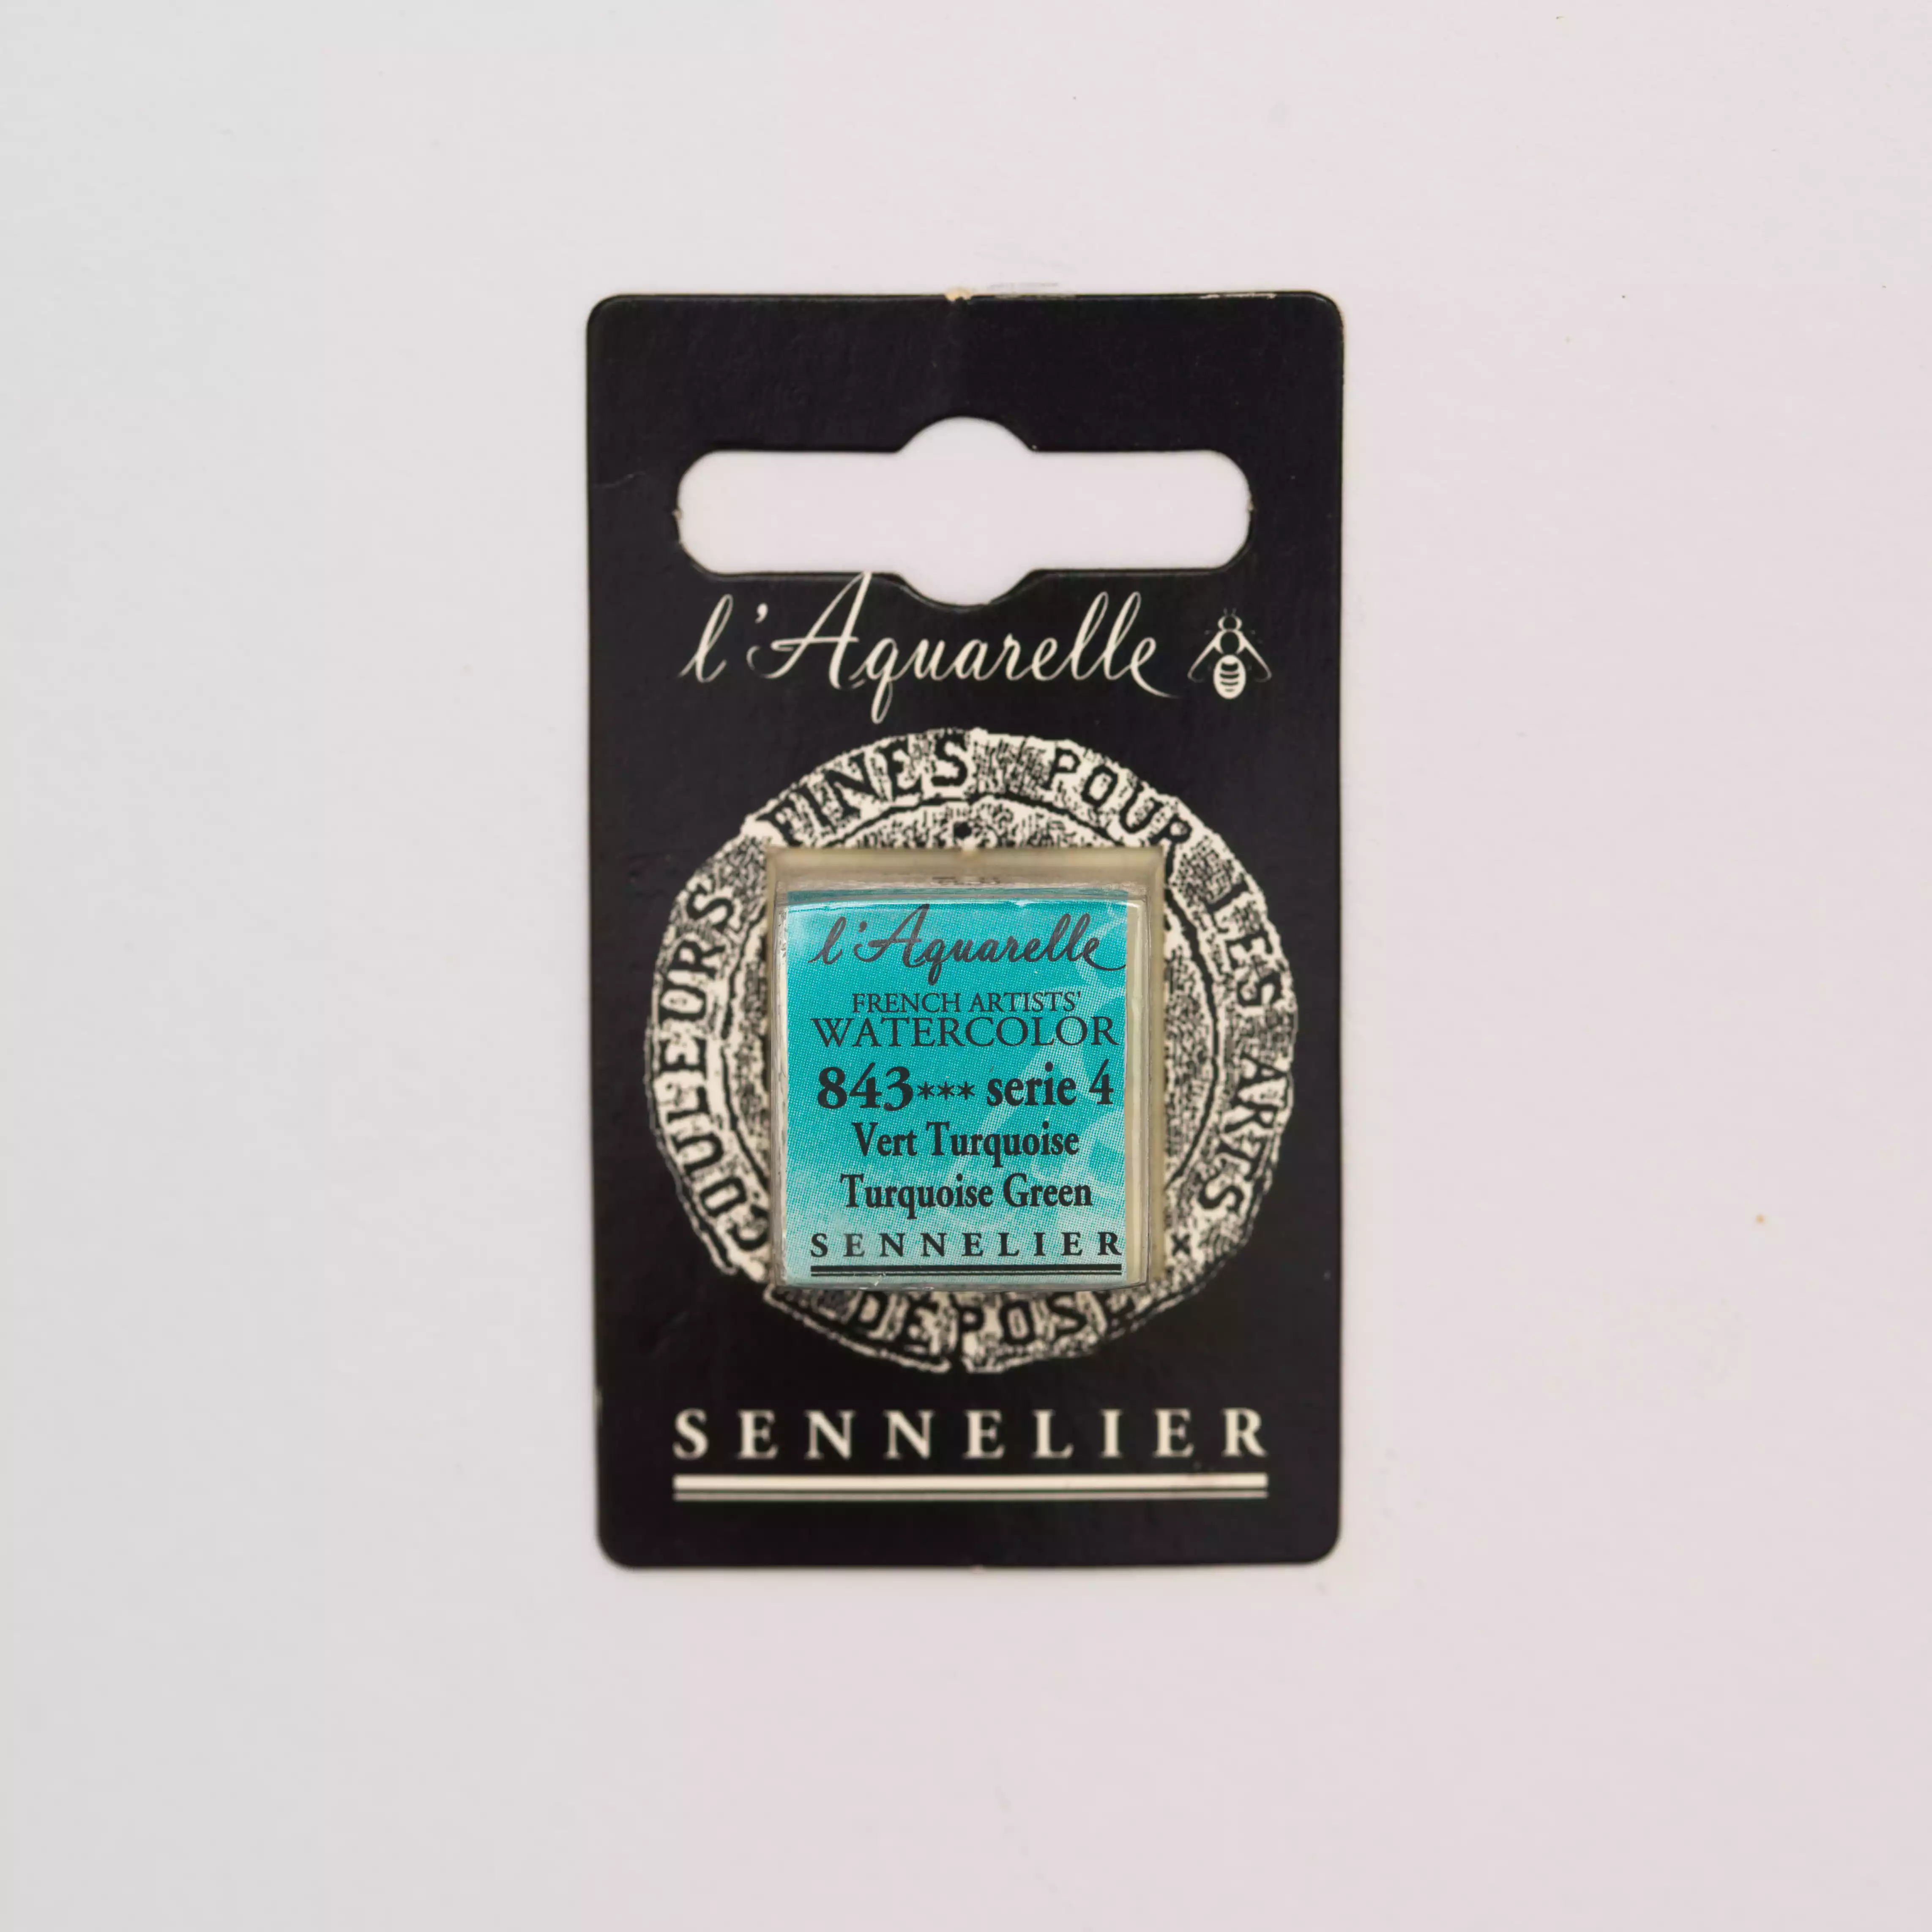 l'Aquarelle
COULEURS FINES POUR LES ARTS
l'Aquarelle
FRENCH ARTISTS'
WATERCOLOR
843*** serie 4
Vert Turquoise
Turquoise Green
SENNELIER
DÉPOSÉ
SENNELIER